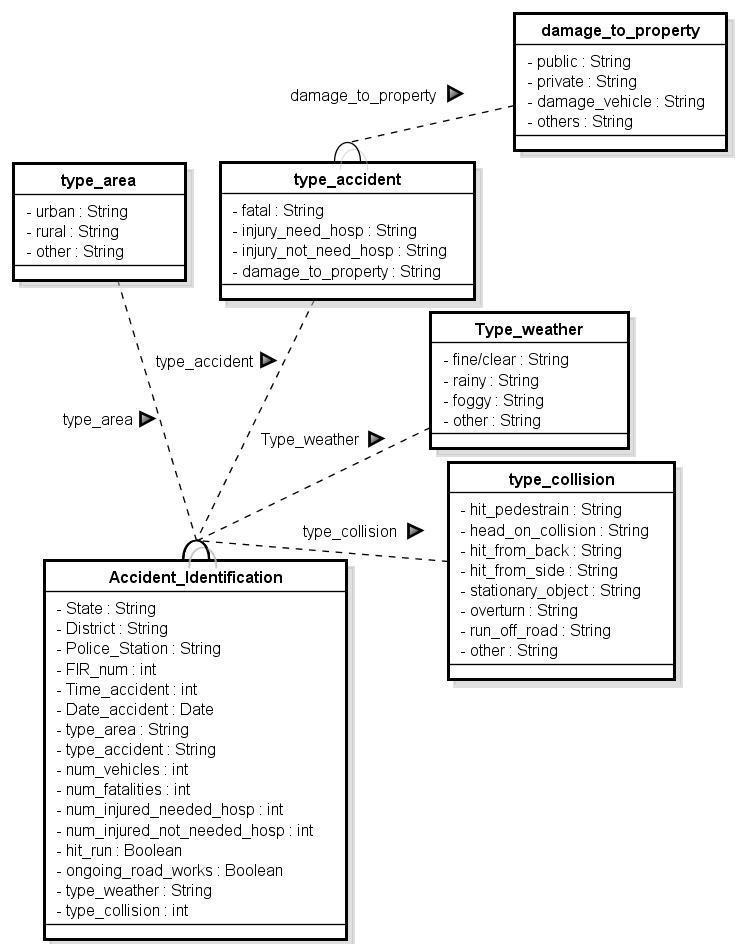 damage_to_property
- public : String
- private : String
- damage_vehicle : String
- others : String
damage_to_property
type_area
- urban : String
- rural : String
- other : String
type_accident
- fatal : String
- injury_need_hosp : String
- injury_not_need_hosp : String
- damage_to_property : String
Type_weather
- fine/clear : String
- rainy : String
- foggy : String
- other : String
type_accident
type_area
Type_weather
type_collision
- hit_pedestrain : String
- head_on_collision : String
- hit_from_back : String
- hit_from_side : String
- stationary_object : String
- overturn : String
- run_off_road : String
- other : String
type_collision
Accident_Identification
- State : String
- District : String
- Police_Station : String
- FIR_num : int
- Time_accident : int
- Date_accident : Date
- type_area : String
- type_accident : String
- num_vehicles : int
- num_fatalities : int
- num_injured_needed_hosp : int
- num_injured_not_needed_hosp : int
- hit_run : Boolean
- ongoing_road_works : Boolean
- type_weather : String
- type_collision : int